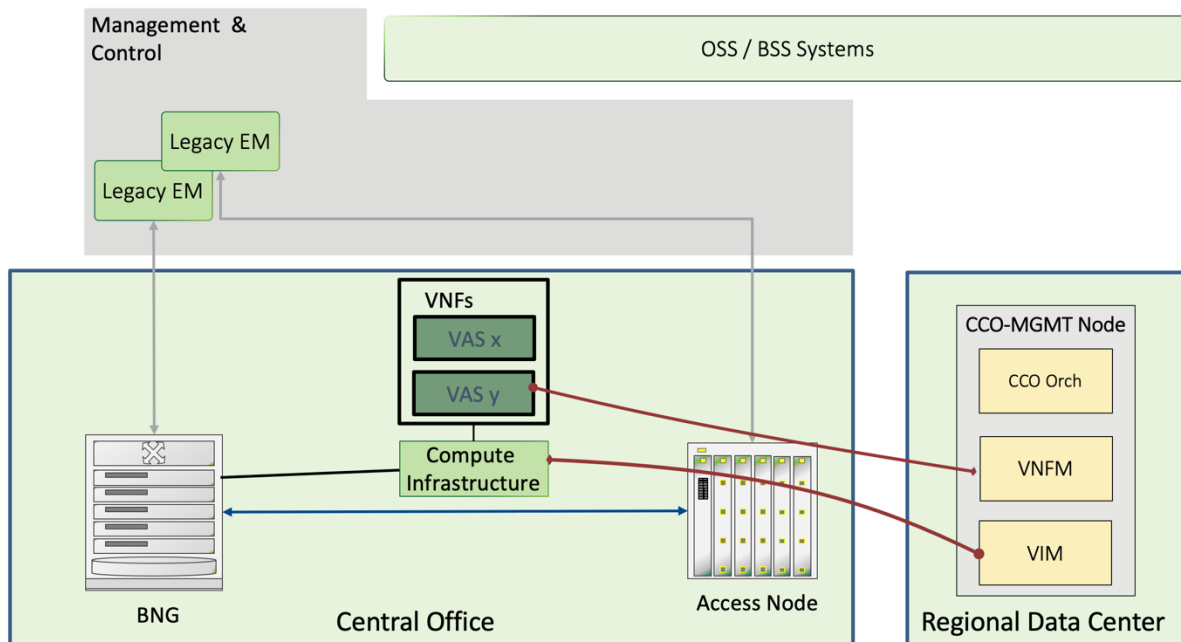 Management &
Control
OSS / BSS Systems
Legacy EM
Legacy EM
VNFs
VAS x
VAS y
Compute
Infrastructure
BNG
Access Node
Central Office
CCO-MGMT Node
CCO Orch
VNFM
VIM
Regional Data Center